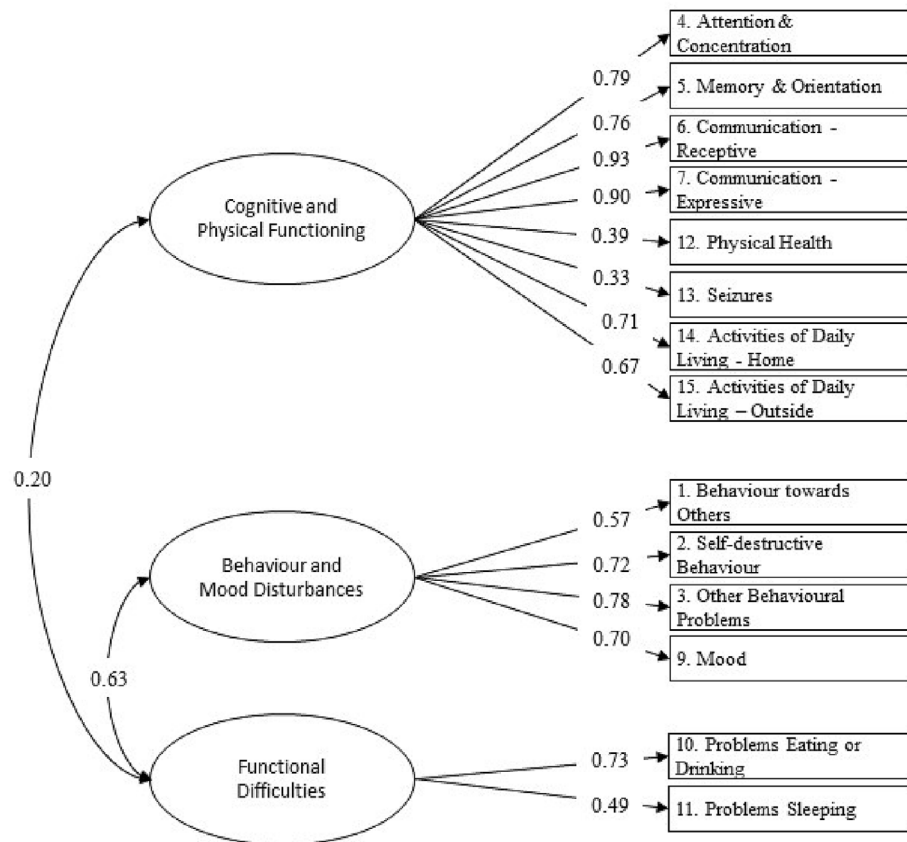 4. Attention &
Concentration
0.79
5. Memory & Orientation
0.76
6. Communication -
Receptive
0.93
7. Communication -
Expressive
0.90
Cognitive and
Physical Functioning
0.39
12. Physical Health
0.33
13. Seizures
0.71
14. Activities of Daily
Living - Home
0.67
15. Activities of Daily
Living – Outside
0.20
1. Behaviour towards
Others
0.57
2. Self-destructive
Behaviour
0.72
Behaviour and
Mood Disturbances
0.78
3. Other Behavioural
Problems
0.70
9. Mood
0.63
10. Problems Eating or
Drinking
0.73
Functional
Difficulties
0.49
11. Problems Sleeping